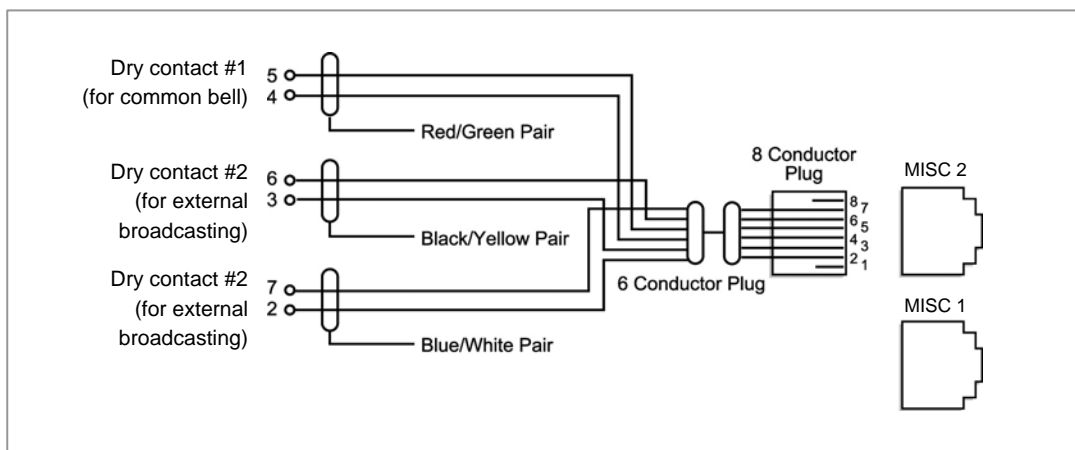 Dry contact #1
(for common bell)
5
4
Red/Green Pair
Dry contact #2
(for external
broadcasting)
6
3
Black/Yellow Pair
Dry contact #2
(for external
broadcasting)
7
2
Blue/White Pair
6 Conductor Plug
8 Conductor
Plug
8
7
6
5
4
3
2
1
MISC 2
MISC 1